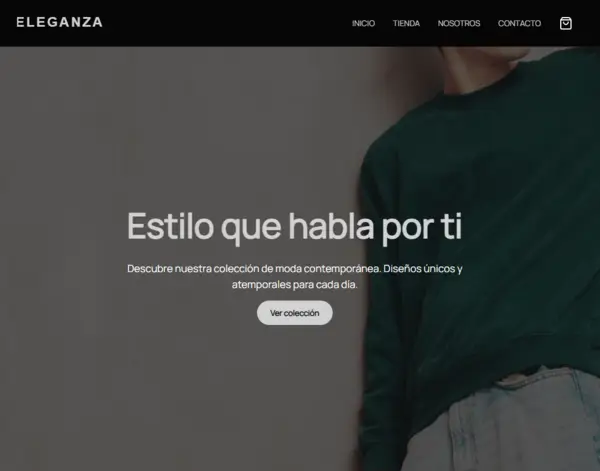 ELEGANZA
INICIO TIENDA NOSOTROS CONTACTO
Estilo que habla por ti
Descubre nuestra colección de moda contemporánea. Diseños únicos y
atemporales para cada día.
Ver colección